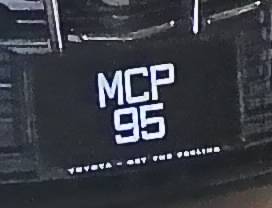 MCP
95
TOYOTA - GET THE FEELING